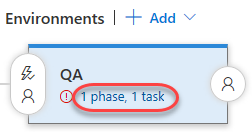 Environments | + Add
QA
1 phase, 1 task